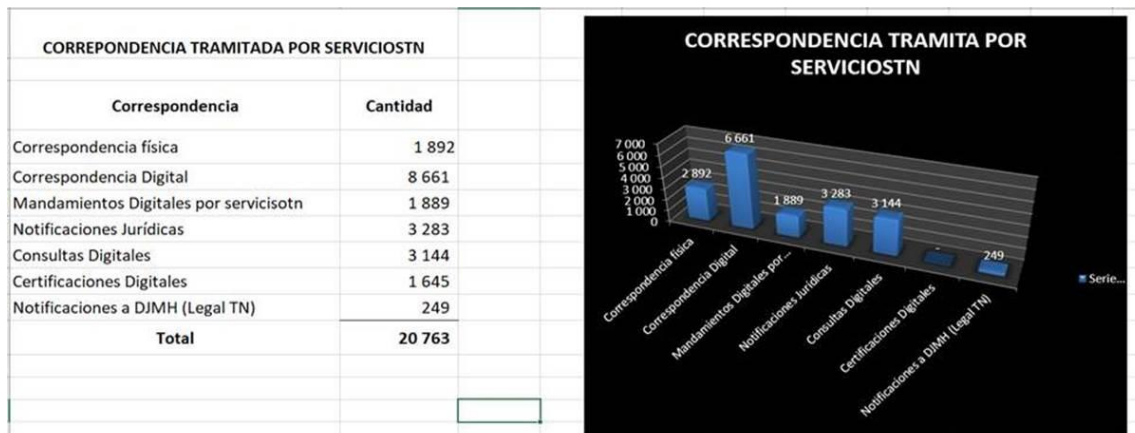 CORREPONDENCIA TRAMITADA POR SERVICIOSTN
Correspondencia Cantidad
Correspondencia física 1 892
Correspondencia Digital 8 661
Mandamientos Digitales por servicisotn 1 889
Notificaciones Jurídicas 3 283
Consultas Digitales 3 144
Certificaciones Digitales 1 645
Notificaciones a DJMH (Legal TN) 249
Total 20 763
CORRESPONDENCIA TRAMITA POR
SERVICIOSTN
7 000
6 000
5 000
4 000
3 000
2 000
1 000
0
2 892
6 661
1 889
3 283
3 144
-
249
Correspondencia física
Correspondencia Digital
Mandamientos Digitales por...
Notificaciones Jurídicas
Consultas Digitales
Certificaciones Digitales
Notificaciones a DJMH (Legal TN)
Serie...